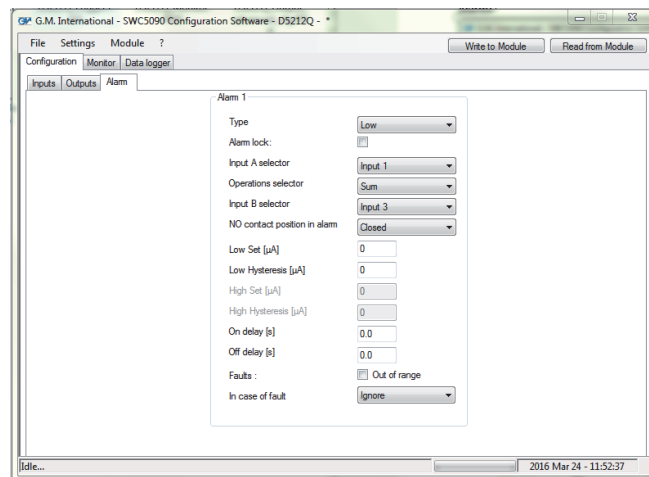 G.M. International - SWC5090 Configuration Software - D5212Q - *
File Settings Module ? Write to Module Read from Module
Configuration Monitor Data logger
Inputs Outputs Alarm
Alarm 1
Type Low
Alarm lock:
Input A selector Input 1
Operations selector Sum
Input B selector Input 3
NO contact position in alarm Closed
Low Set [µA] 0
Low Hysteresis [µA] 0
High Set [µA] 0
High Hysteresis [µA] 0
On delay [s] 0.0
Off delay [s] 0.0
Faults : Out of range
In case of fault Ignore
Idle... 2016 Mar 24 - 11:52:37